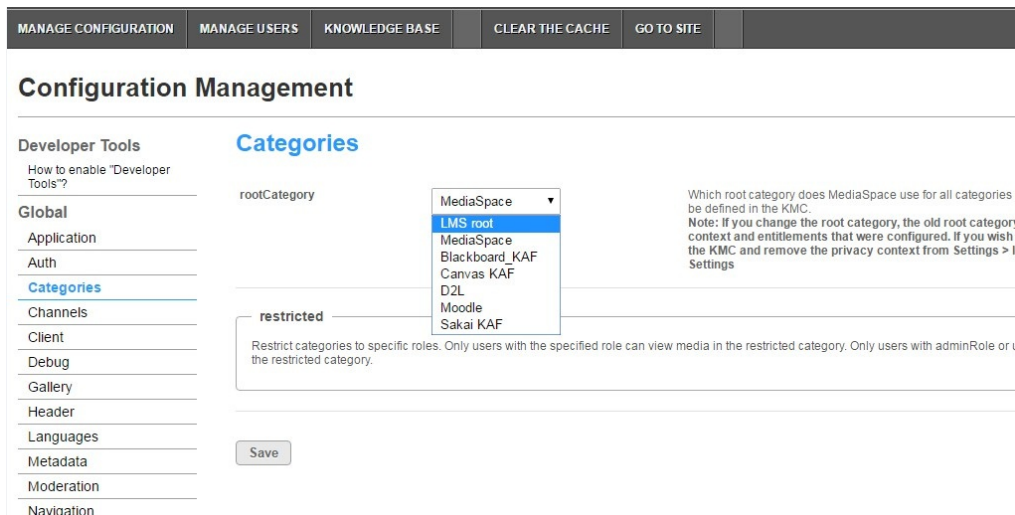 MANAGE CONFIGURATION MANAGE USERS KNOWLEDGE BASE CLEAR THE CACHE GO TO SITE
Configuration Management
Developer Tools
How to enable "Developer
Tools"?
Global
Application
Auth
Categories
Channels
Client
Debug
Gallery
Header
Languages
Metadata
Moderation
Navigation
Categories
rootCategory
MediaSpace
LMS root
MediaSpace
Blackboard_KAF
Canvas KAF
D2L
Moodle
Sakai KAF
Which root category does MediaSpace use for all categories
be defined in the KMC.
Note: If you change the root category, the old root category
context and entitlements that were configured. If you wish
the KMC and remove the privacy context from Settings >
Settings
restricted
Restrict categories to specific roles. Only users with the specified role can view media in the restricted category. Only users with adminRole or
the restricted category.
Save